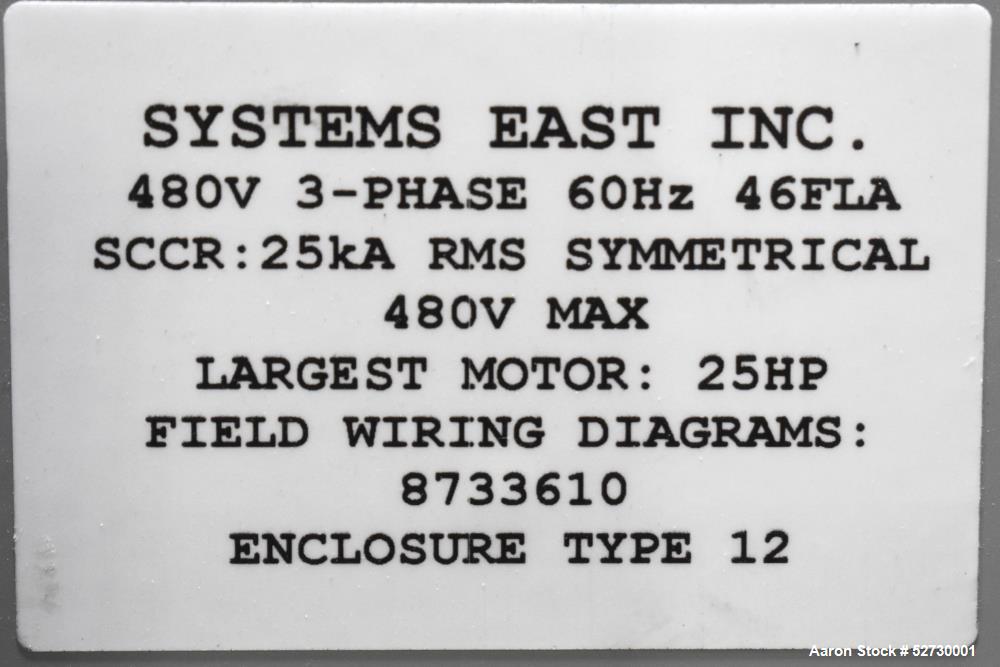 SYSTEMS EAST INC.
480V 3-PHASE 60Hz 46FLA
SCCR:25kA RMS SYMMETRICAL
480V MAX
LARGEST MOTOR: 25HP
FIELD WIRING DIAGRAMS:
8733610
ENCLOSURE TYPE 12
Aaron Stock # 52730001